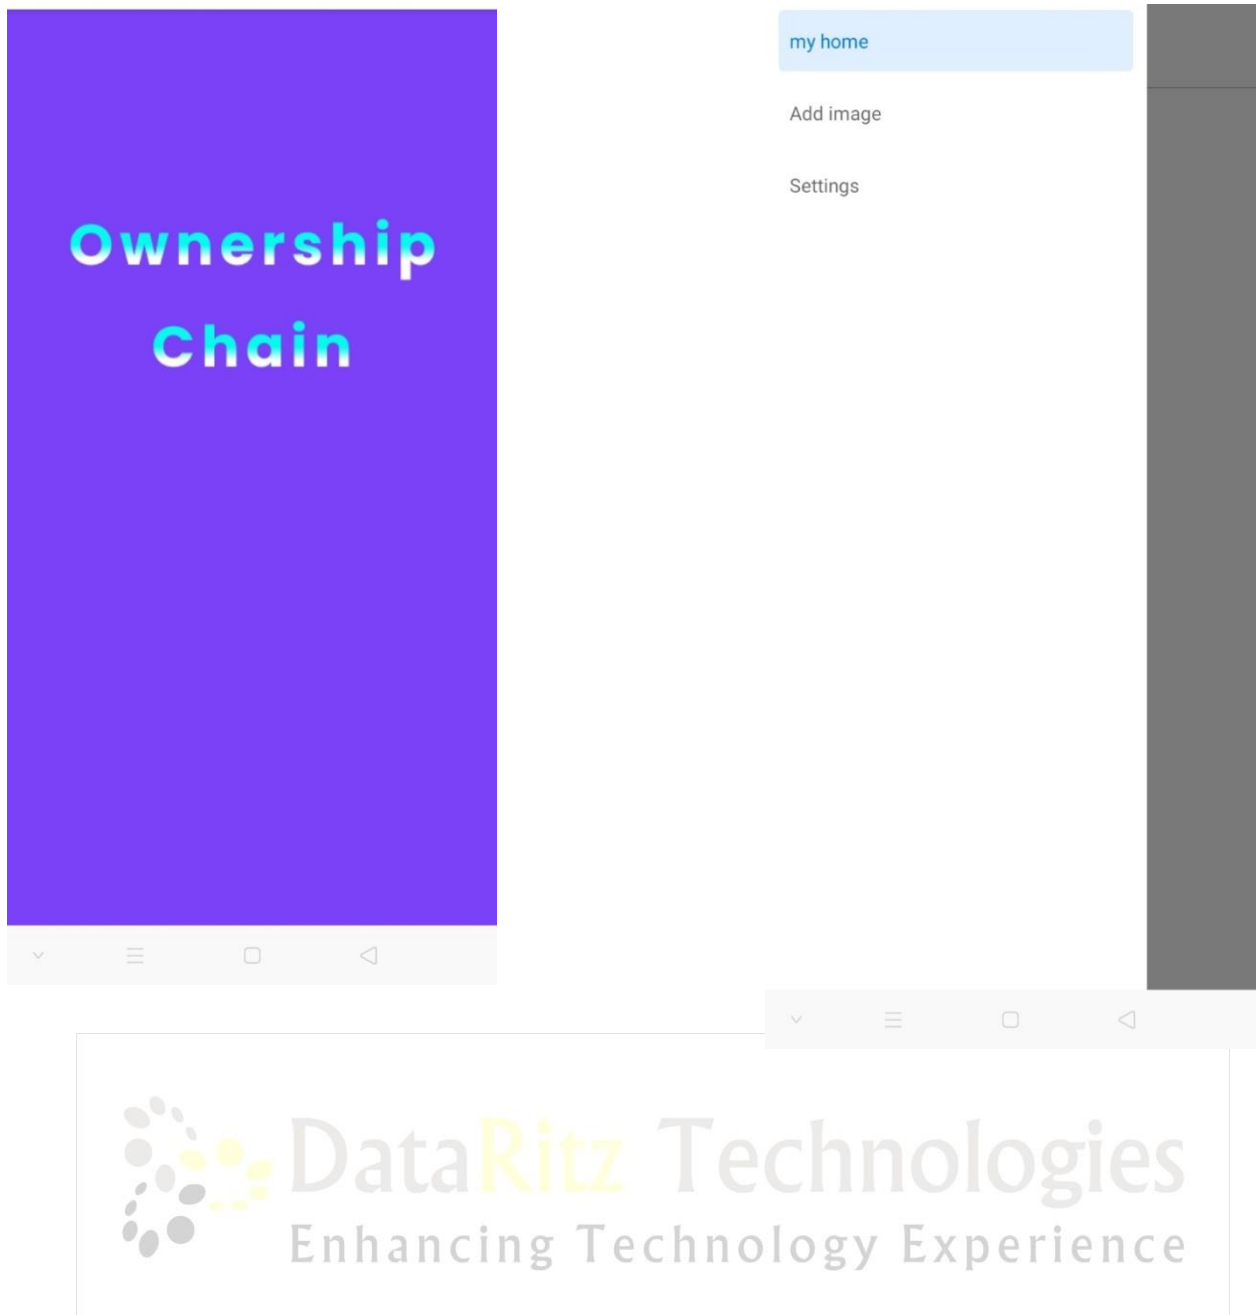 Ownership
Chain
my home
Add image
Settings
DataRitz Technologies
Enhancing Technology Experience